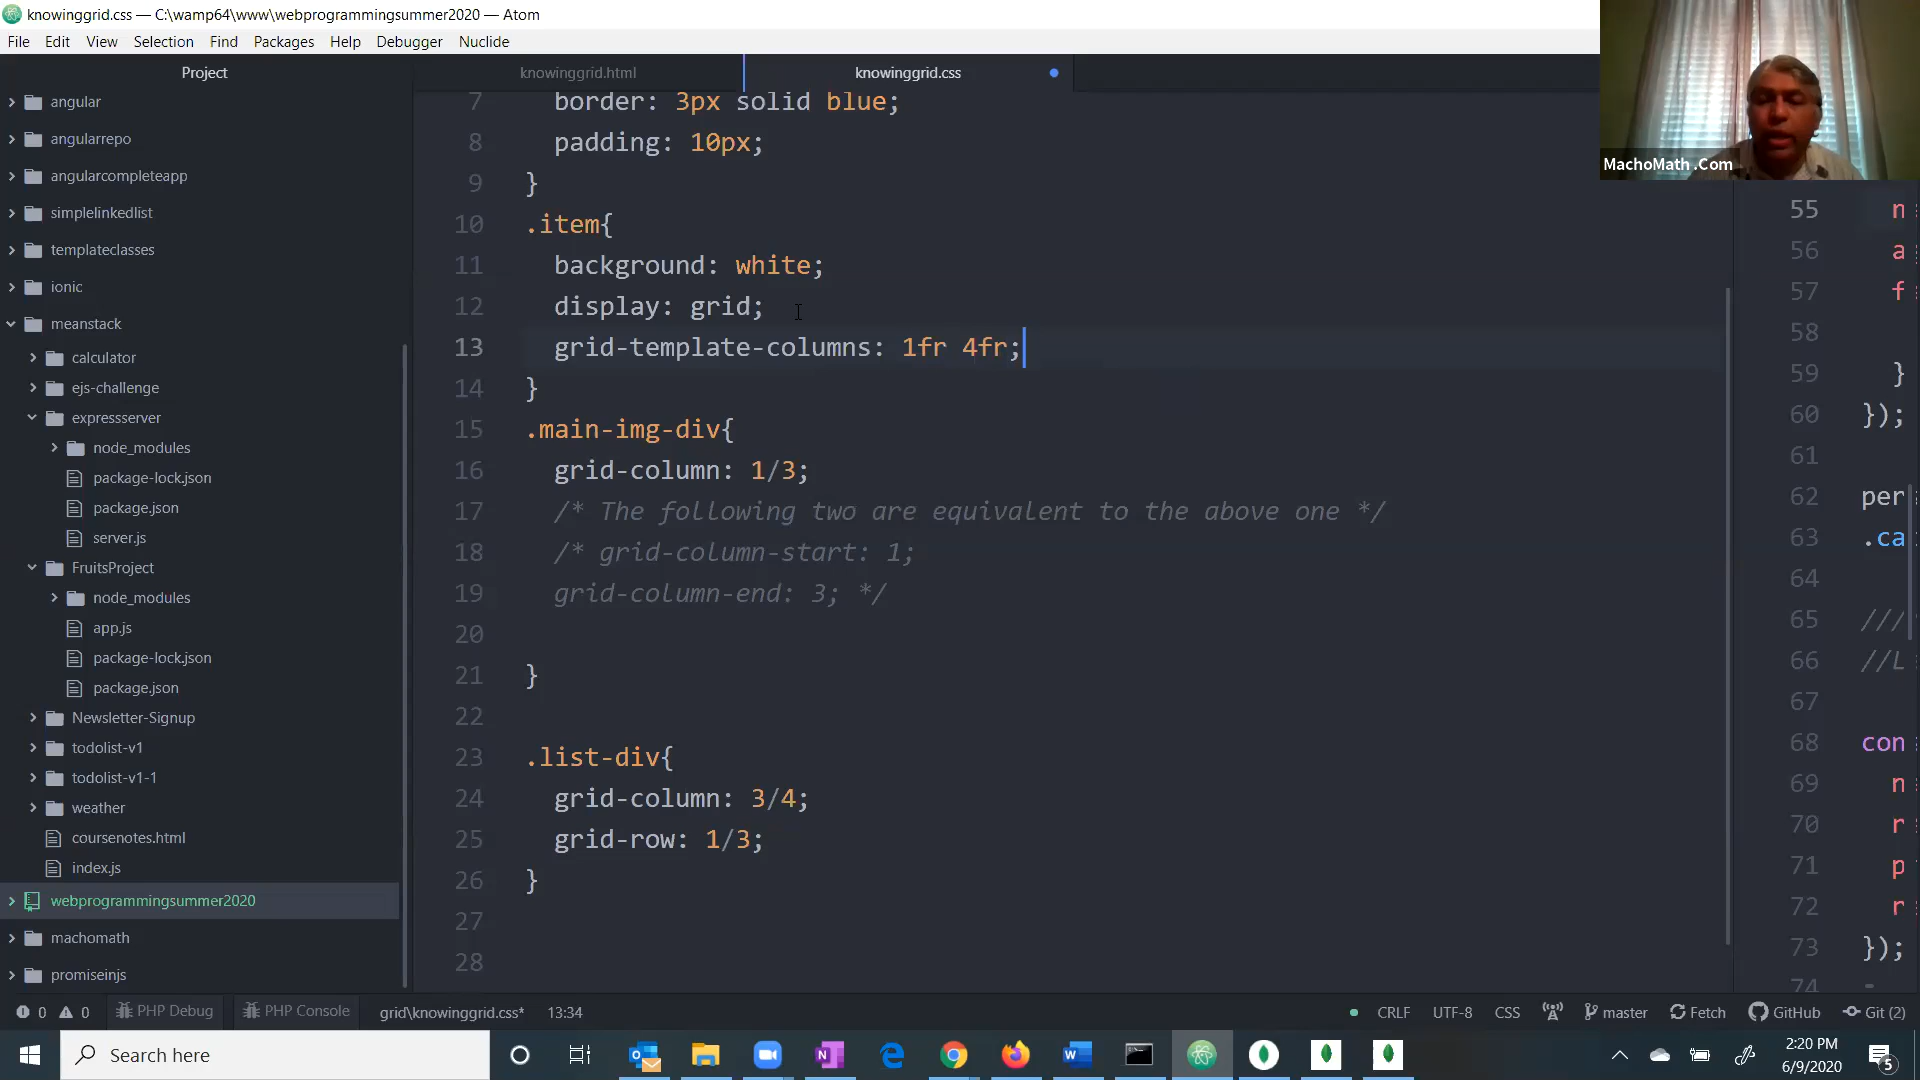 knowinggrid.css — C:\wamp64\www\webprogrammingsummer2020 — Atom
File Edit View Selection Find Packages Help Debugger Nuclide
Project
knowinggrid.html
knowinggrid.css
angular
angularrepo
angularcompleteapp
simplelinkedlist
templateclasses
ionic
meanstack
calculator
ejs-challenge
expressserver
node_modules
package-lock.json
package.json
server.js
FruitsProject
node_modules
app.js
package-lock.json
package.json
Newsletter-Signup
todolist-v1
todolist-v1-1
weather
coursenotes.html
index.js
webprogrammingsummer2020
machomath
promiseinjs
7 border: 3px solid blue;
8 padding: 10px;
9 }
10 .item{
11 background: white;
12 display: grid;
13 grid-template-columns: 1fr 4fr;
14 }
15 .main-img-div{
16 grid-column: 1/3;
17 /* The following two are equivalent to the above one */
18 /* grid-column-start: 1;
19 grid-column-end: 3; */
20
21 }
22
23 .list-div{
24 grid-column: 3/4;
25 grid-row: 1/3;
26 }
27
28
MachoMath .Com
55 n
56 a
57 f
58
59 }
60 });
61
62 per
63 .ca
64
65 ///
66 //L
67
68 con
69 n
70 r
71 p
72 r
73 });
74
0 0 PHP Debug PHP Console grid\knowinggrid.css* 13:34
CRLF UTF-8 CSS master Fetch GitHub Git (2)
Search here
2:20 PM
6/9/2020
5